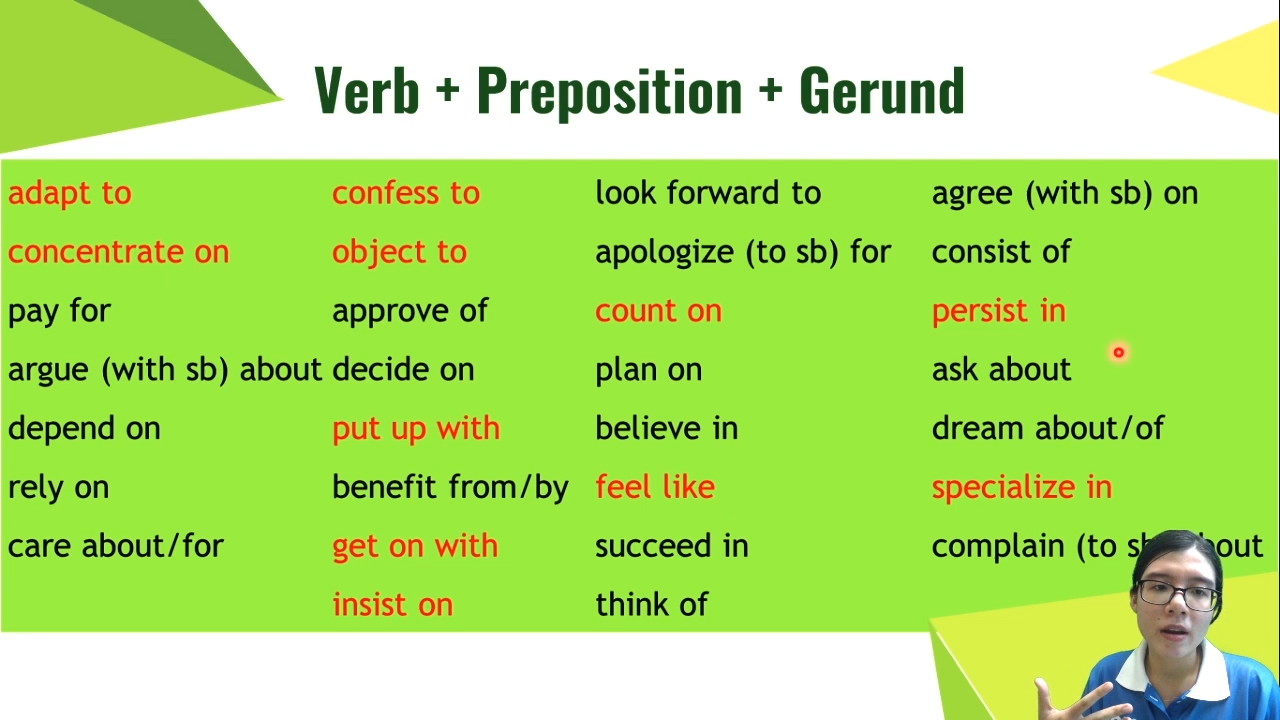 Verb + Preposition + Gerund
adapt to
concentrate on
pay for
argue (with sb) about
depend on
rely on
care about/for
confess to
object to
approve of
decide on
put up with
benefit from/by
get on with
insist on
look forward to
apologize (to sb) for
count on
plan on
believe in
feel like
succeed in
think of
agree (with sb) on
consist of
persist in
ask about
dream about/of
specialize in
complain (to